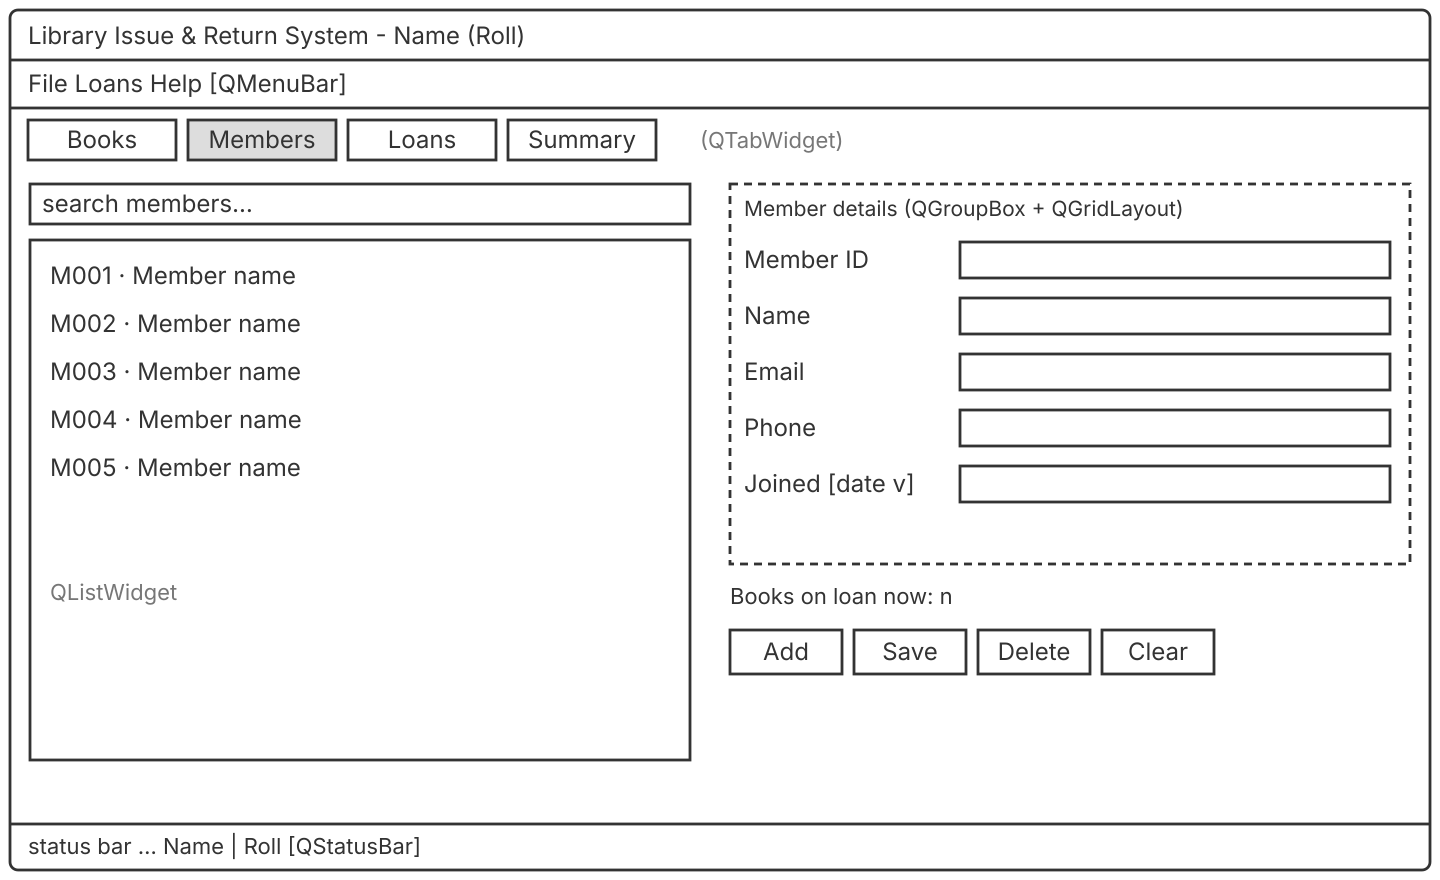 Library Issue & Return System - Name (Roll)
File Loans Help [QMenuBar]
Books
Members
Loans
Summary
(QTabWidget)
search members...
M001 · Member name
M002 · Member name
M003 · Member name
M004 · Member name
M005 · Member name
QListWidget
Member details (QGroupBox + QGridLayout)
Member ID
Name
Email
Phone
Joined [date v]
Books on loan now: n
Add
Save
Delete
Clear
status bar ... Name | Roll [QStatusBar]